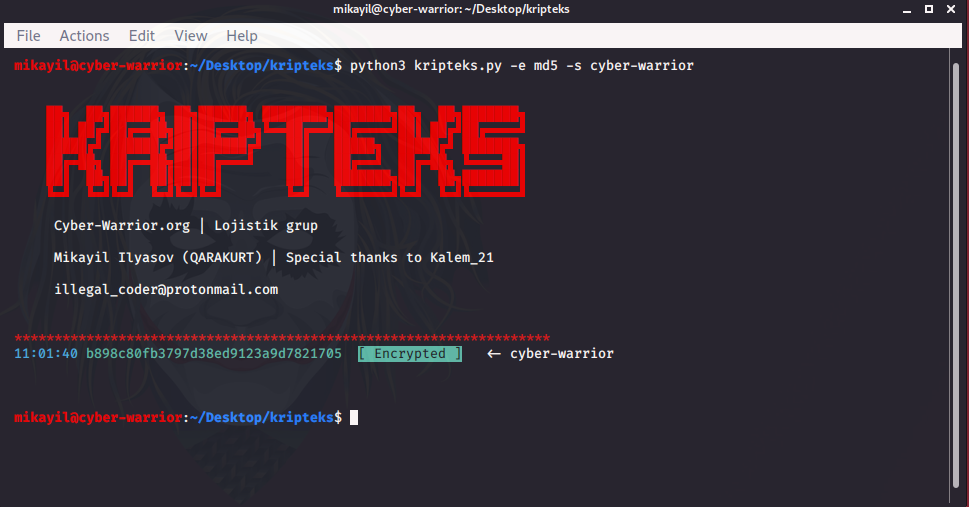 mikayil@cyber-warrior: ~/Desktop/kripteks
File Actions Edit View Help
mikayil@cyber-warrior:~/Desktop/kripteks$ python3 kripteks.py -e md5 -s cyber-warrior
KRIPTEKS
Cyber-Warrior.org | Lojistik grup
Mikayil Ilyasov (QARAKURT) | Special thanks to Kalem_21
illegal_coder@protonmail.com
*******************************************************************
11:01:40 b898c80fb3797d38ed9123a9d7821705 [ Encrypted ] ← cyber-warrior
mikayil@cyber-warrior:~/Desktop/kripteks$